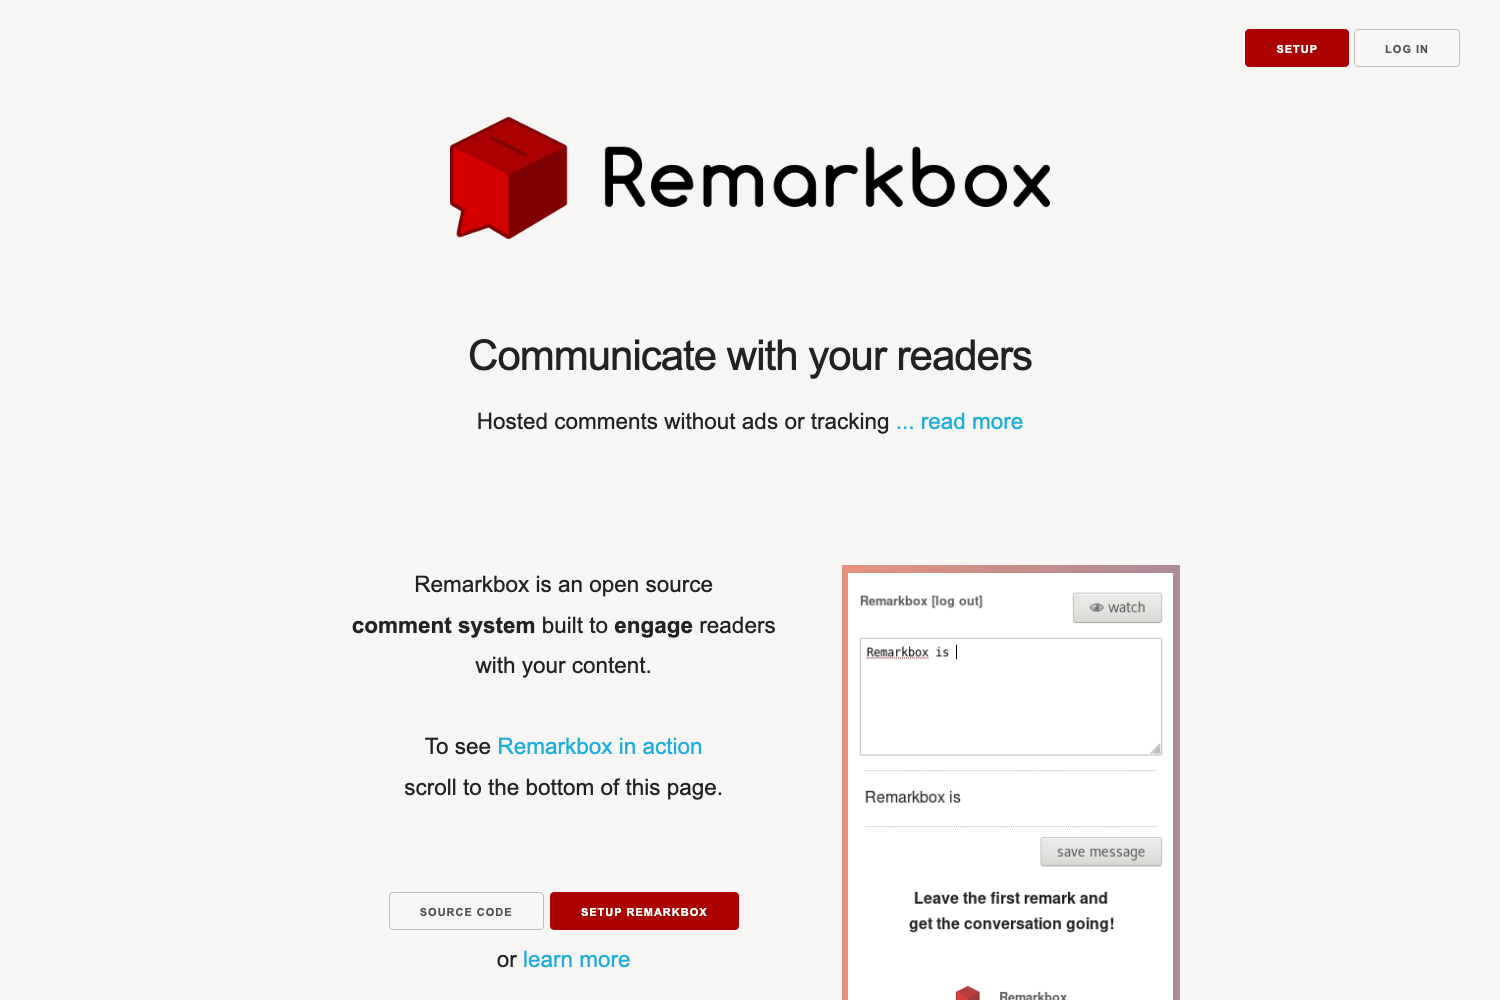 SETUP
LOG IN
Remarkbox
Communicate with your readers
Hosted comments without ads or tracking ... read more
Remarkbox is an open source
comment system built to engage readers
with your content.
To see Remarkbox in action
scroll to the bottom of this page.
SOURCE CODE
SETUP REMARKBOX
or learn more
Remarkbox [log out]
watch
Remarkbox is
Remarkbox is
save message
Leave the first remark and
get the conversation going!
Remarkbox